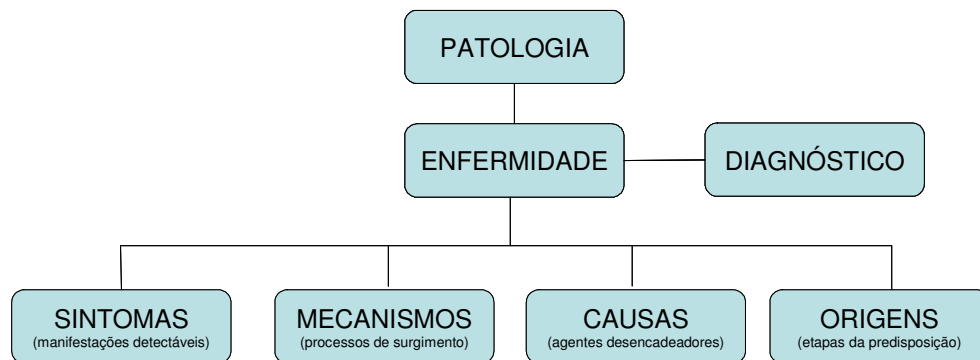 PATOLOGIA
ENFERMIDADE
DIAGNÓSTICO
SINTOMAS
(manifestações detectáveis)
MECANISMOS
(processos de surgimento)
CAUSAS
(agentes desencadeadores)
ORIGENS
(etapas da predisposição)